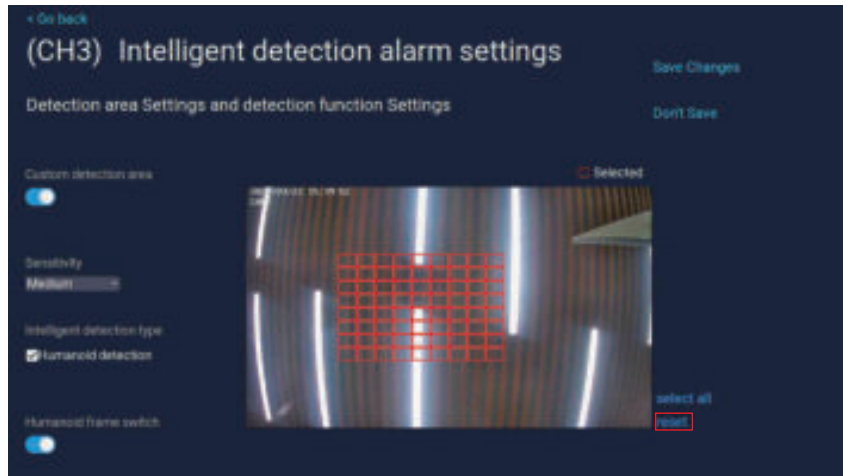 < Go back
(CH3) Intelligent detection alarm settings
Save Changes
Detection area Settings and detection function Settings
Don't Save
Custom detection area
Selected
Sensitivity
Medium
Intelligent detection type
Humanoid detection
select all
Humanoid frame switch
reset